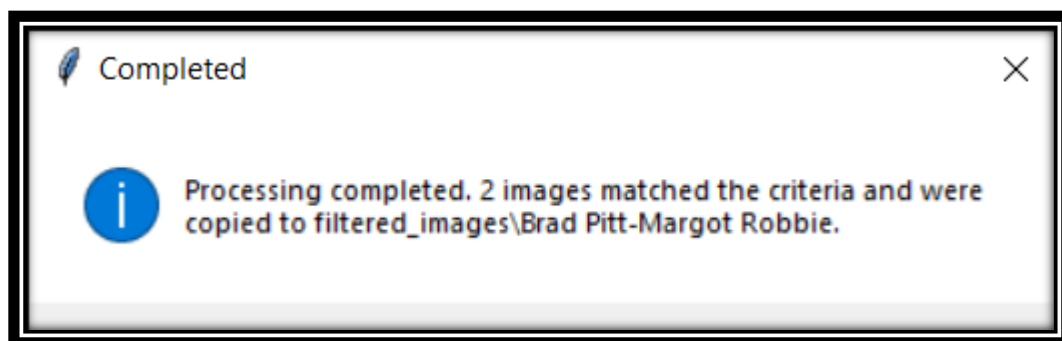 Completed
Processing completed. 2 images matched the criteria and were
copied to filtered_images\Brad Pitt-Margot Robbie.